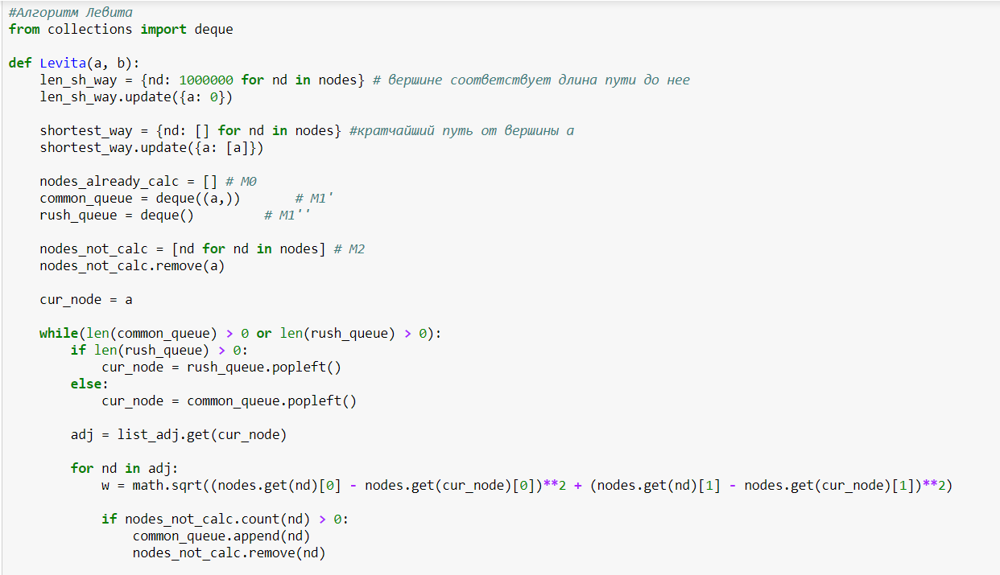 #Алгоритм Левита
from collections import deque

def Levita(a, b):
    len_sh_way = {nd: 1000000 for nd in nodes} # вершине соответствует длина пути до нее
    len_sh_way.update({a: 0})

    shortest_way = {nd: [] for nd in nodes} #кратчайший путь от вершины a
    shortest_way.update({a: [a]})

    nodes_already_calc = [] # M0
    common_queue = deque((a,))       # M1'
    rush_queue = deque()         # M1''

    nodes_not_calc = [nd for nd in nodes] # M2
    nodes_not_calc.remove(a)

    cur_node = a

    while(len(common_queue) > 0 or len(rush_queue) > 0):
        if len(rush_queue) > 0:
            cur_node = rush_queue.popleft()
        else:
            cur_node = common_queue.popleft()

        adj = list_adj.get(cur_node)

        for nd in adj:
            w = math.sqrt((nodes.get(nd)[0] - nodes.get(cur_node)[0])**2 + (nodes.get(nd)[1] - nodes.get(cur_node)[1])**2)

            if nodes_not_calc.count(nd) > 0:
                common_queue.append(nd)
                nodes_not_calc.remove(nd)